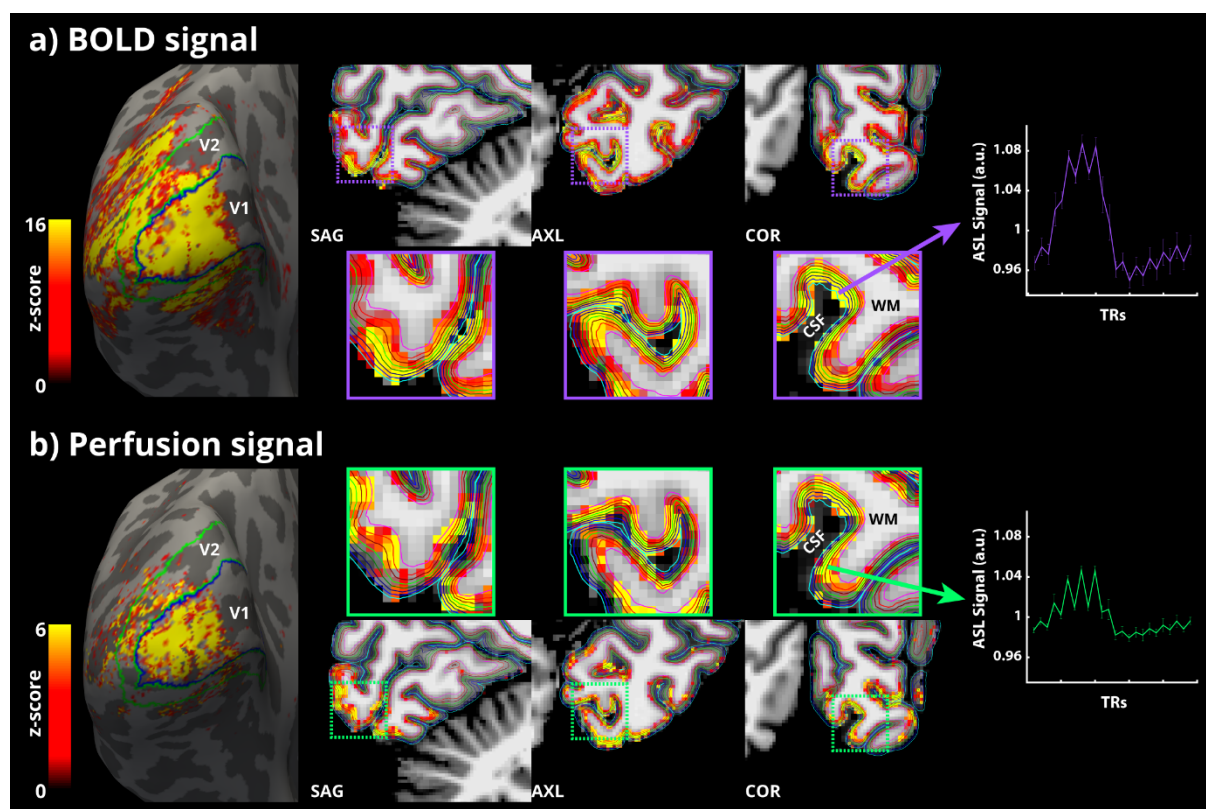 a) BOLD signal
V2
V1
16
z-score
0
SAG
AXL
COR
CSF
WM
ASL Signal (a.u.)
1.08
1.04
1
0.96
TRs
b) Perfusion signal
V2
V1
6
z-score
0
CSF
WM
SAG
AXL
COR
ASL Signal (a.u.)
1.08
1.04
1
0.96
TRs